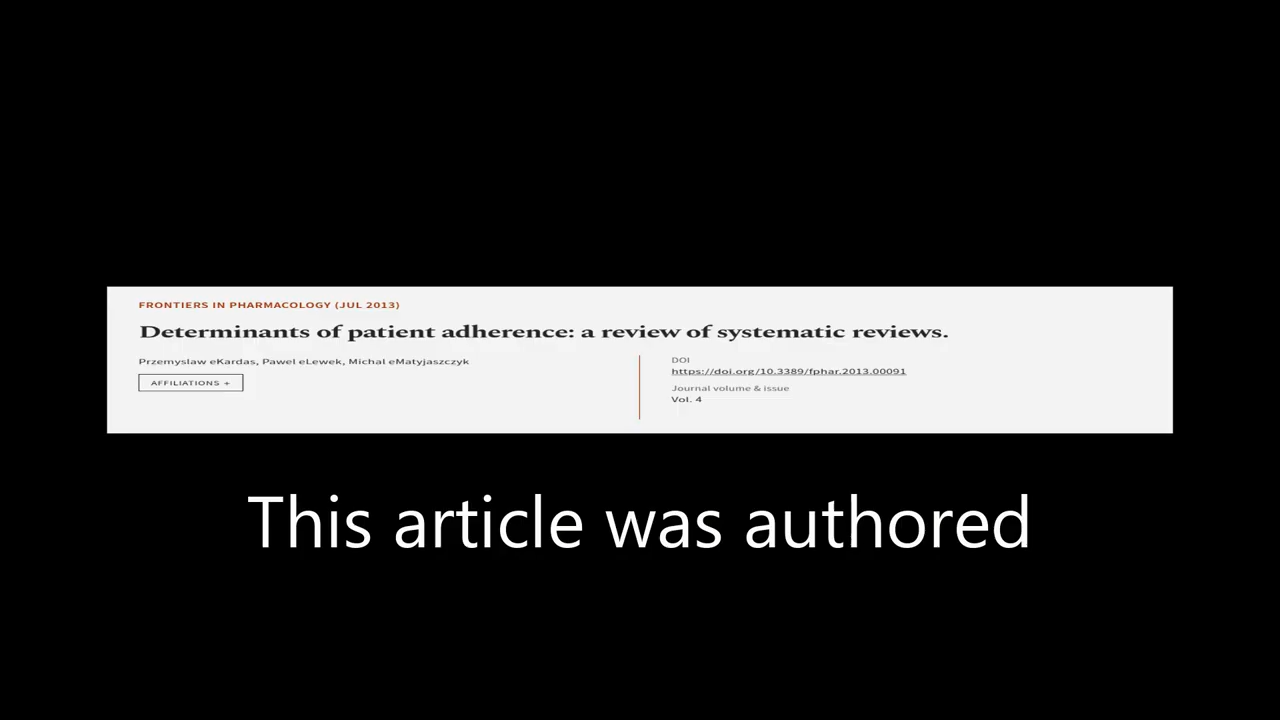 FRONTIERS IN PHARMACOLOGY (JUL 2013)
Determinants of patient adherence: a review of systematic reviews.
Przemyslaw eKardas, Pawel eLewek, Michal eMatyjaszczyk
AFFILIATIONS +
DOI
https://doi.org/10.3389/fphar.2013.00091
Journal volume & issue
Vol. 4
This article was authored